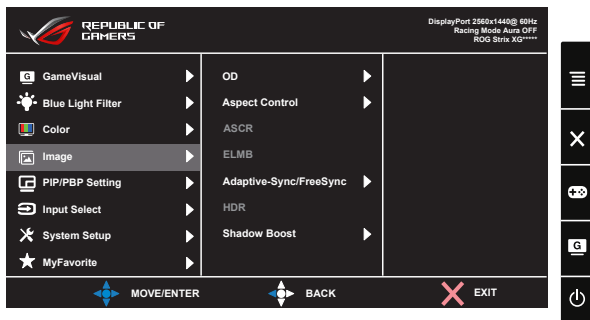 REPUBLIC OF
GAMERS
DisplayPort 2560x1440@ 60Hz
Racing Mode Aura OFF
ROG Strix XG*****
G GameVisual
Blue Light Filter
Color
Image
PIP/PBP Setting
Input Select
System Setup
MyFavorite
OD
Aspect Control
ASCR
ELMB
Adaptive-Sync/FreeSync
HDR
Shadow Boost
MOVE/ENTER
BACK
EXIT
G